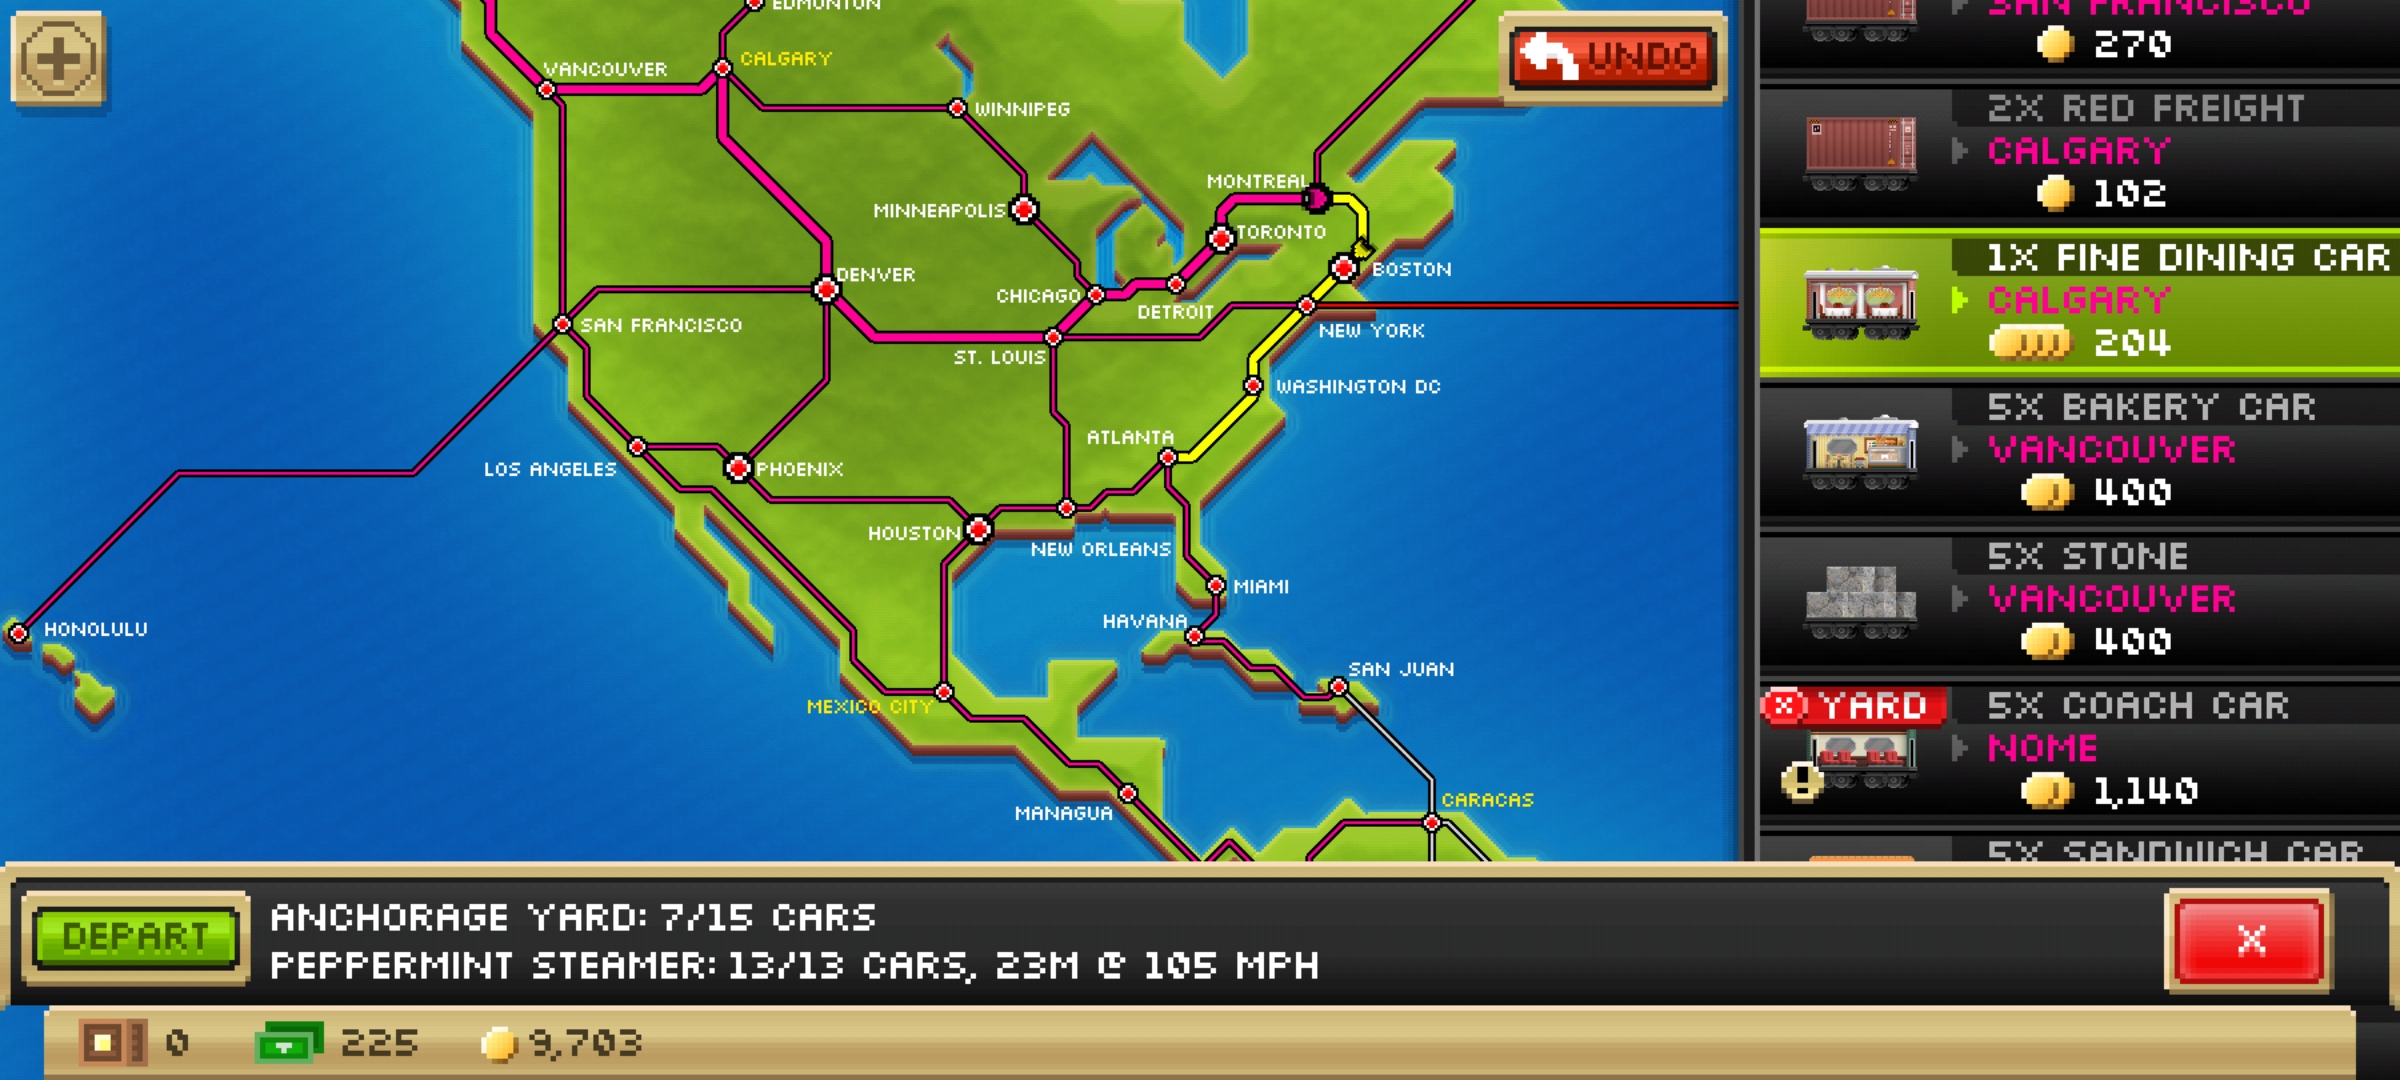 EDMONTON
CALGARY
VANCOUVER
WINNIPEG
MINNEAPOLIS
MONTREAL
TORONTO
BOSTON
DENVER
CHICAGO
DETROIT
SAN FRANCISCO
NEW YORK
ST. LOUIS
WASHINGTON DC
ATLANTA
LOS ANGELES
PHOENIX
HOUSTON
NEW ORLEANS
MIAMI
HAVANA
HONOLULU
SAN JUAN
MEXICO CITY
CARACAS
MANAGUA
UNDO
SAN FRANCISCO
270
2X RED FREIGHT
CALGARY
102
1X FINE DINING CAR
CALGARY
204
5X BAKERY CAR
VANCOUVER
400
5X STONE
VANCOUVER
400
YARD
5X COACH CAR
NOME
1,140
5X SANDWICH CAR
DEPART
ANCHORAGE YARD: 7/15 CARS
PEPPERMINT STEAMER: 13/13 CARS, 23M @ 105 MPH
X
0
225
9,703